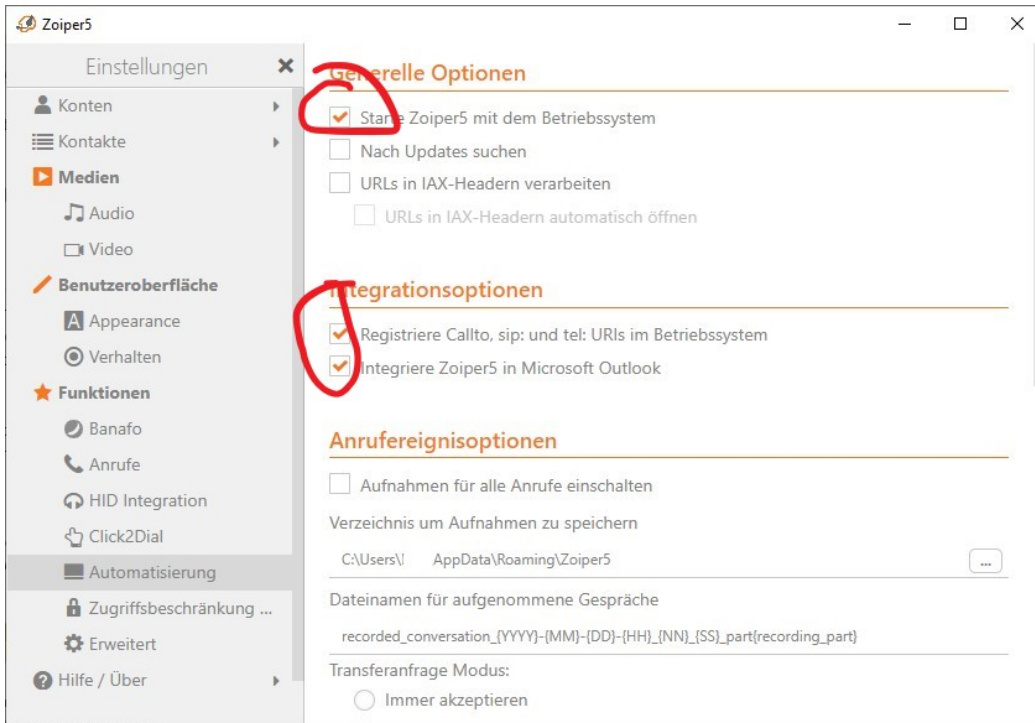 Zoiper5
Einstellungen
Konten
Kontakte
Medien
Audio
Video
Benutzeroberfläche
Appearance
Verhalten
Funktionen
Banafo
Anrufe
HID Integration
Click2Dial
Automatisierung
Zugriffsbeschränkung ...
Erweitert
Hilfe / Über
Generelle Optionen
Starte Zoiper5 mit dem Betriebssystem
Nach Updates suchen
URLs in IAX-Headern verarbeiten
URLs in IAX-Headern automatisch öffnen
Integrationsoptionen
Registriere Callto, sip: und tel: URIs im Betriebssystem
Integriere Zoiper5 in Microsoft Outlook
Anrufereignisoptionen
Aufnahmen für alle Anrufe einschalten
Verzeichnis um Aufnahmen zu speichern
C:\Users\ AppData\Roaming\Zoiper5
...
Dateinamen für aufgenommene Gespräche
recorded_conversation_{YYYY}-{MM}-{DD}-{HH}_{NN}_{SS}_part{recording_part}
Transferanfrage Modus:
Immer akzeptieren